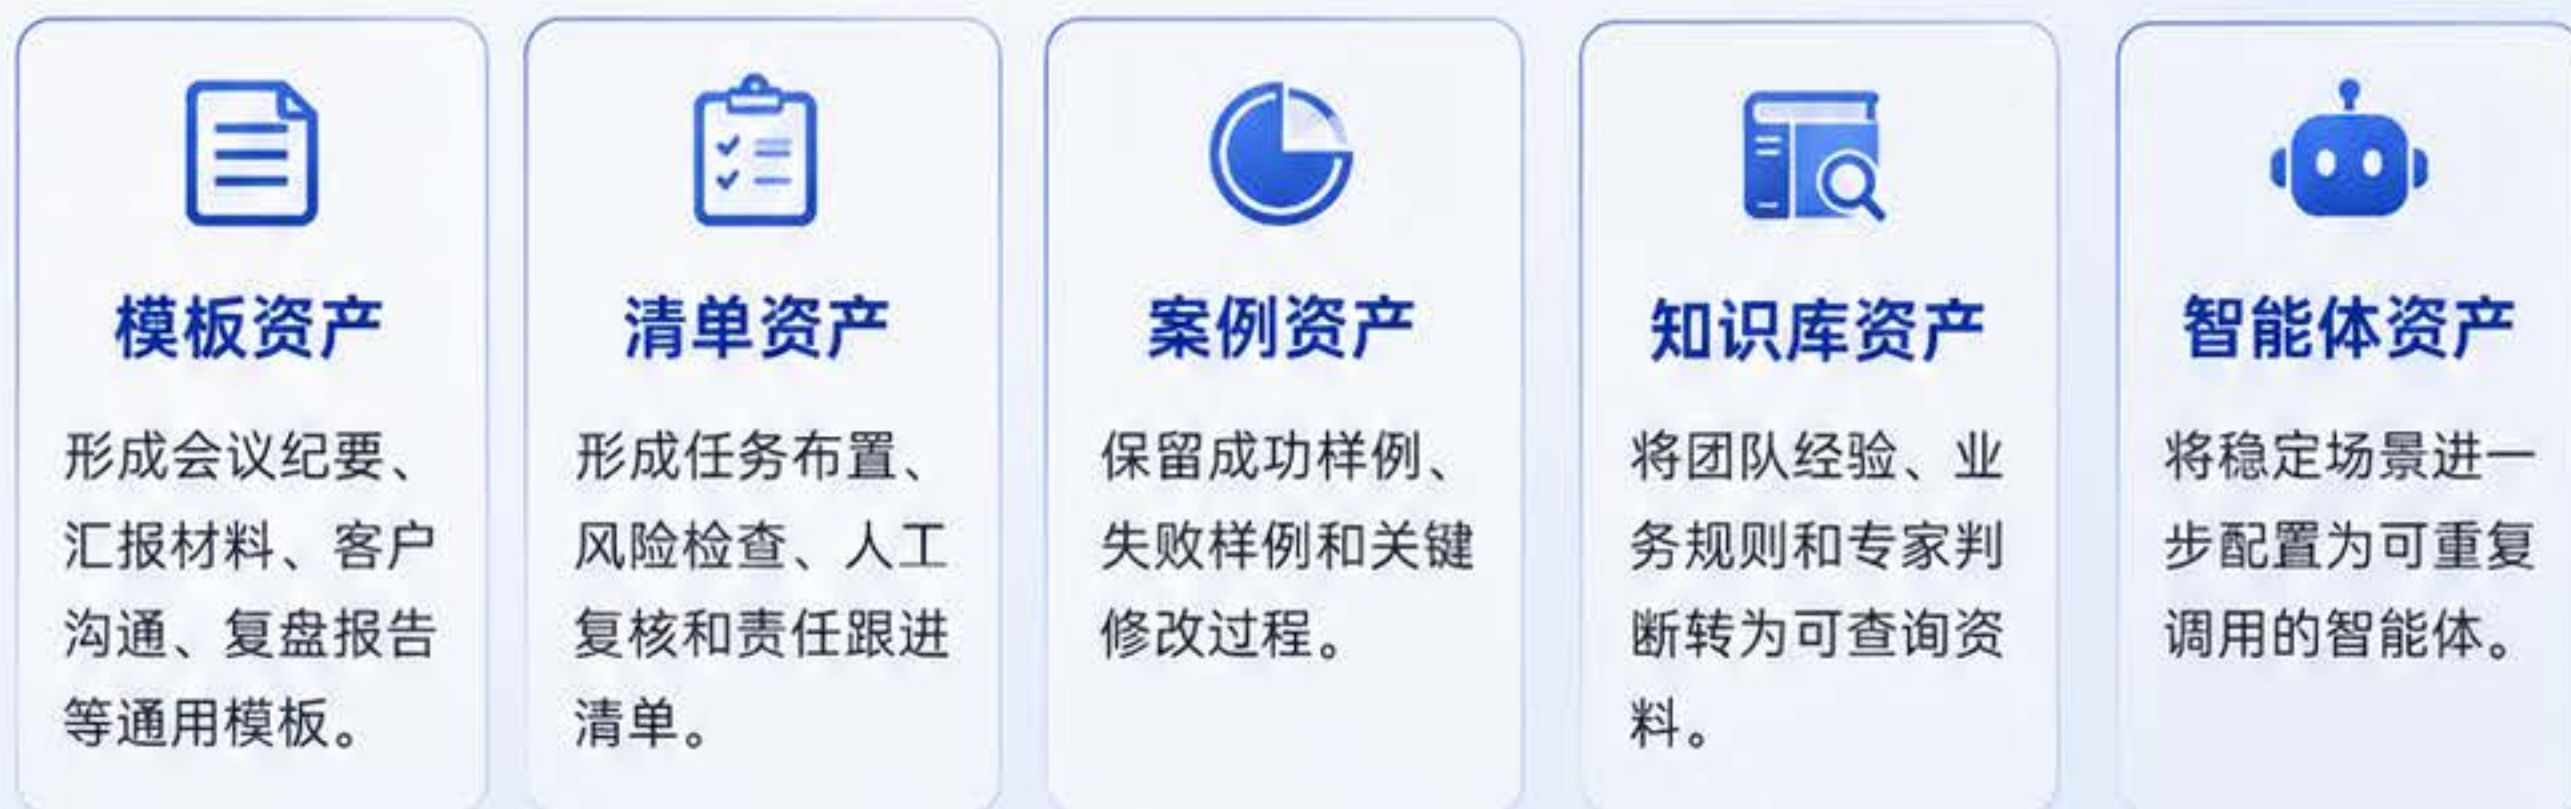 模板资产
形成会议纪要、
汇报材料、客户
沟通、复盘报告
等通用模板。
清单资产
形成任务布置、
风险检查、人工
复核和责任跟进
清单。
案例资产
保留成功样例、
失败样例和关键
修改过程。
知识库资产
将团队经验、业
务规则和专家判
断转为可查询资
料。
智能体资产
将稳定场景进一
步配置为可重复
调用的智能体。